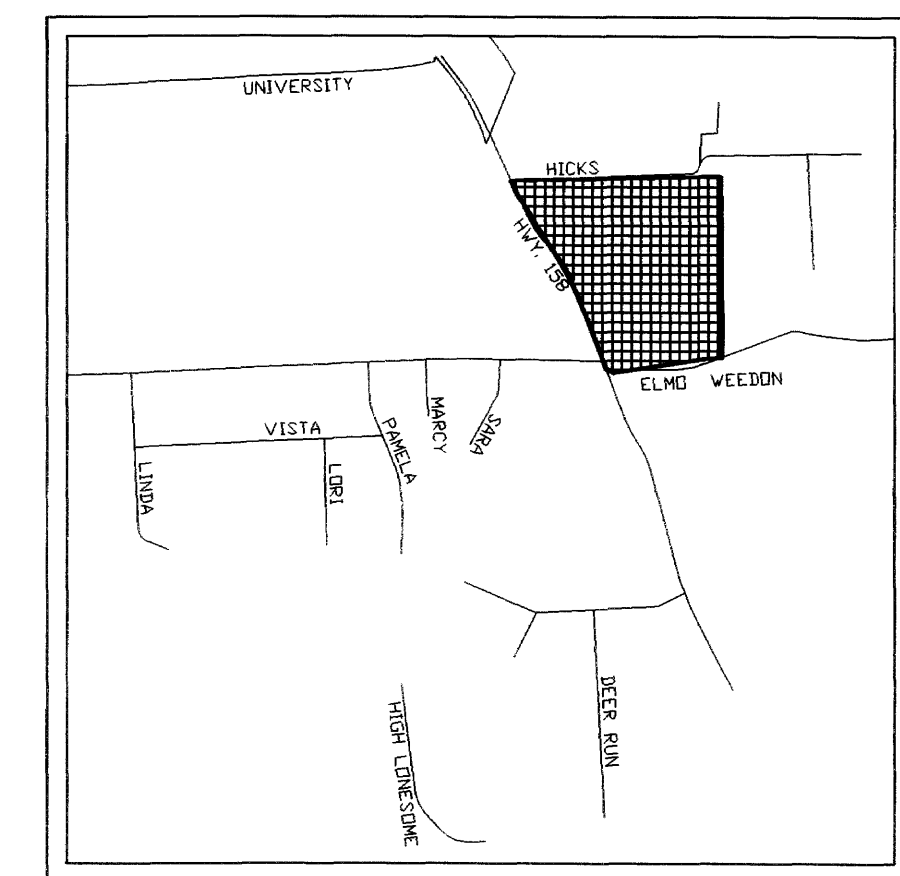 UNIVERSITY
HICKS
HWY. 158
ELMO WEEDON
MARCY
SARA
PAMELA
VISTA
LINDA
LORI
DEER RUN
HIGH LONESOME